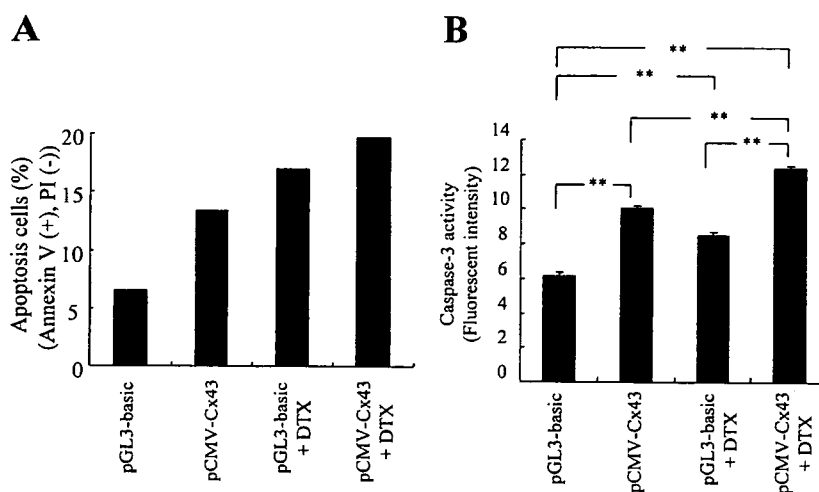 A
Apoptosis cells (%)
(Annexin V (+), PI (-))
20
15
10
5
0
pGL3-basic
pCMV-Cx43
pGL3-basic
+ DTX
pCMV-Cx43
+ DTX
B
**
**
**
**
**
Caspase-3 activity
(Fluorescent intensity)
14
12
10
8
6
4
2
0
pGL3-basic
pCMV-Cx43
pGL3-basic
+ DTX
pCMV-Cx43
+ DTX